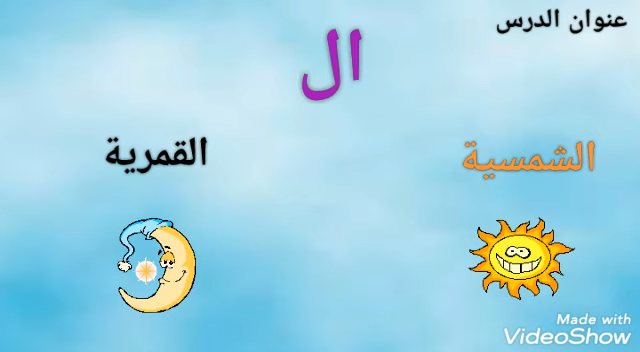 عنوان الدرس
ال
الشمسية
القمرية
Made with
VideoShow